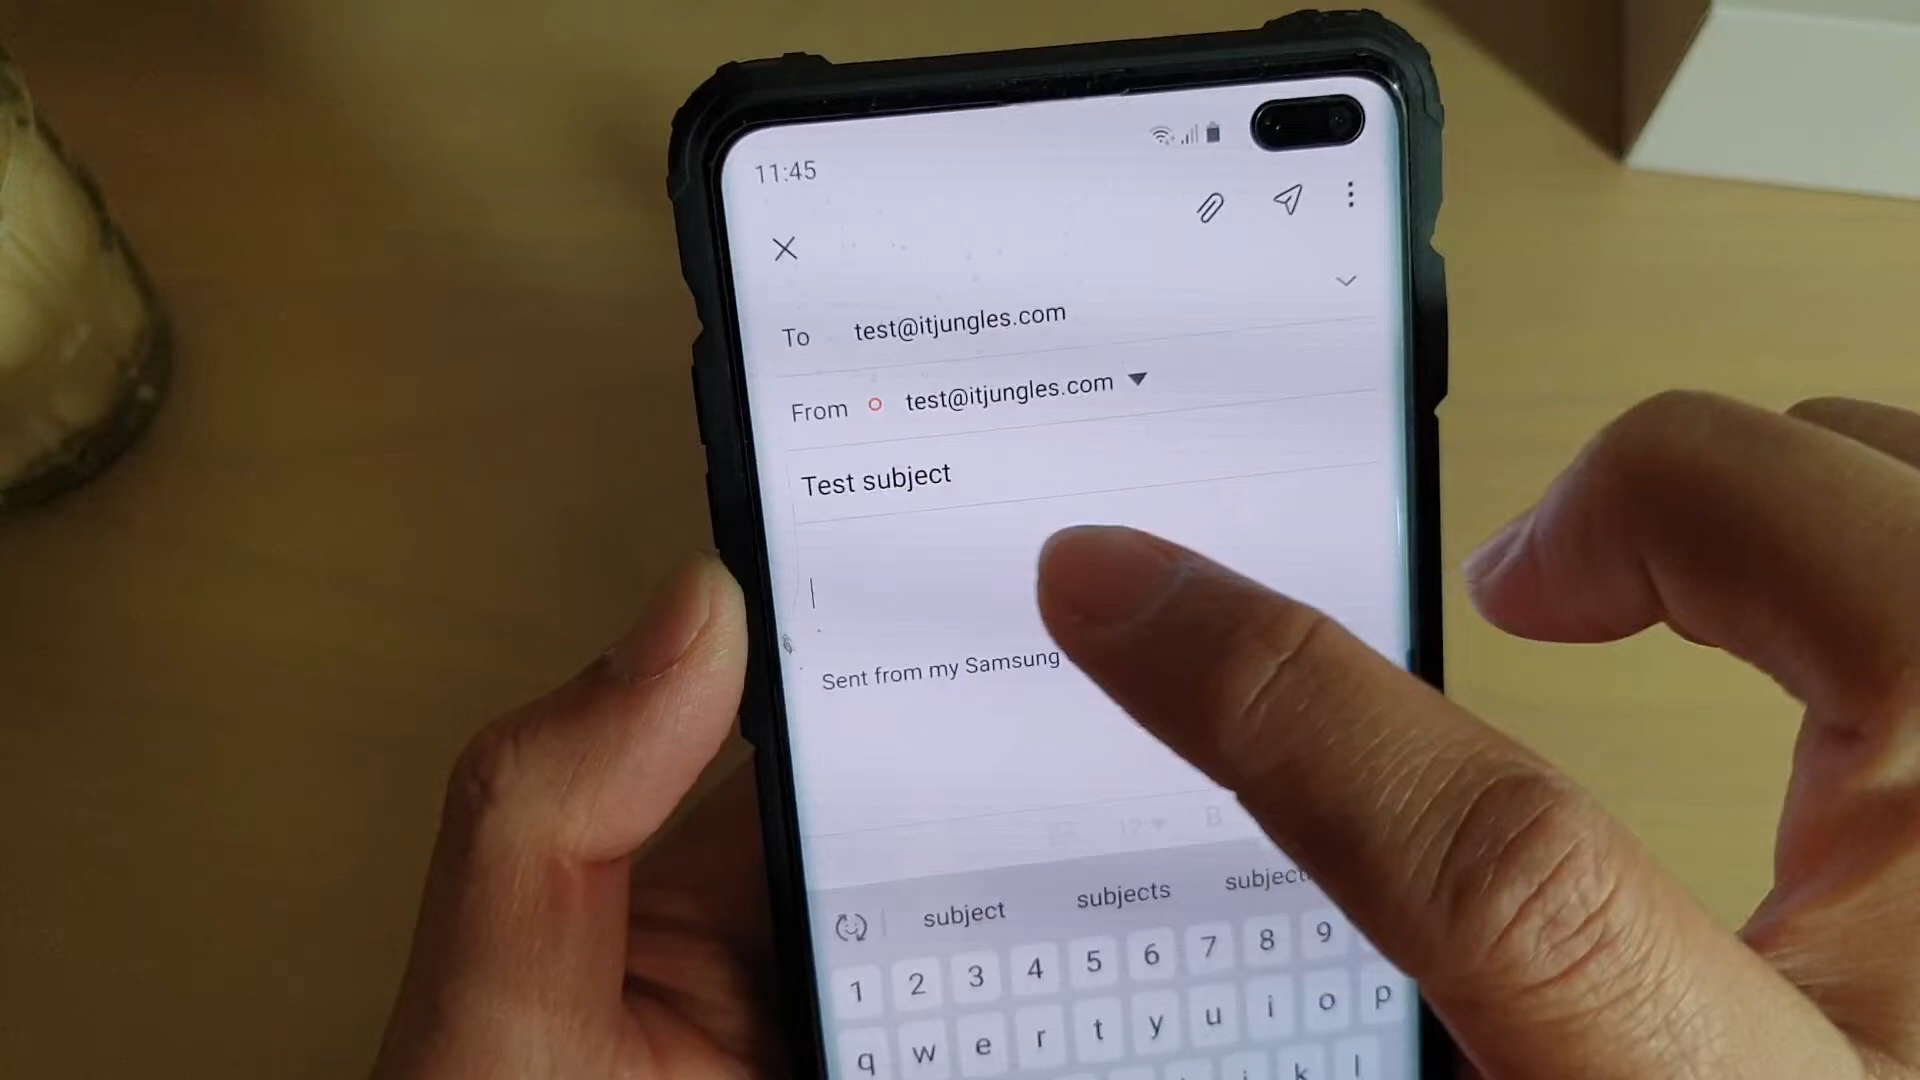 11:45
To test@itjungles.com
From test@itjungles.com
Test subject
Sent from my Samsung
12 B
subject subjects
1 2 3 4 5 6 7 8 9
q w e r t y u i o p
k l